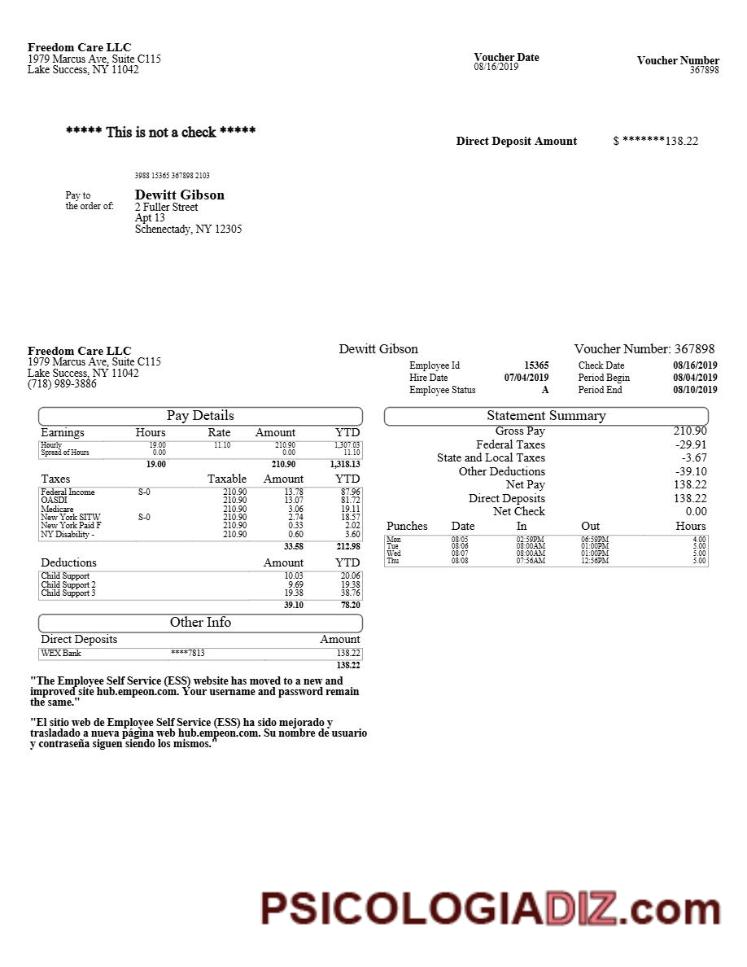 Freedom Care LLC
1979 Marcus Ave, Suite C115
Lake Success, NY 11042
Voucher Date
08/16/2019
Voucher Number
367898
***** This is not a check *****
Direct Deposit Amount $ *******138.22
3988 15365 367898 2103
Pay to
the order of:
Dewitt Gibson
2 Fuller Street
Apt 13
Schenectady, NY 12305
Freedom Care LLC
1979 Marcus Ave, Suite C115
Lake Success, NY 11042
(718) 989-3886
Dewitt Gibson
Voucher Number: 367898
Employee Id 15365 Check Date 08/16/2019
Hire Date 07/04/2019 Period Begin 08/04/2019
Employee Status A Period End 08/10/2019
Pay Details
Earnings Hours Rate Amount YTD
Hourly 19.00 11.10 210.90 1,307.03
Spread of Hours 0.00 0.00 11.10
19.00 210.90 1,318.13
Taxes Taxable Amount YTD
Federal Income S-0 210.90 13.78 87.96
OASDI 210.90 13.07 81.72
Medicare 210.90 3.06 19.11
New York SITW S-0 210.90 2.74 18.57
New York Paid F 210.90 0.33 2.02
NY Disability - 210.90 0.60 3.60
33.58 212.98
Deductions Amount YTD
Child Support 10.03 20.06
Child Support 2 9.69 19.38
Child Support 3 19.38 38.76
39.10 78.20
Other Info
Direct Deposits Amount
WEX Bank ****7813 138.22
138.22
"The Employee Self Service (ESS) website has moved to a new and
improved site hub.empeon.com. Your username and password remain
the same."
"El sitio web de Employee Self Service (ESS) ha sido mejorado y
trasladado a nueva página web hub.empeon.com. Su nombre de usuario
y contraseña siguen siendo los mismos."
Statement Summary
Gross Pay 210.90
Federal Taxes -29.91
State and Local Taxes -3.67
Other Deductions -39.10
Net Pay 138.22
Direct Deposits 138.22
Net Check 0.00
Punches Date In Out Hours
Mon 08/05 02:59PM 06:59PM 4.00
Tue 08/06 08:00AM 01:00PM 5.00
Wed 08/07 08:00AM 01:00PM 5.00
Thu 08/08 07:56AM 12:56PM 5.00
PSICOLOGIADIZ.com